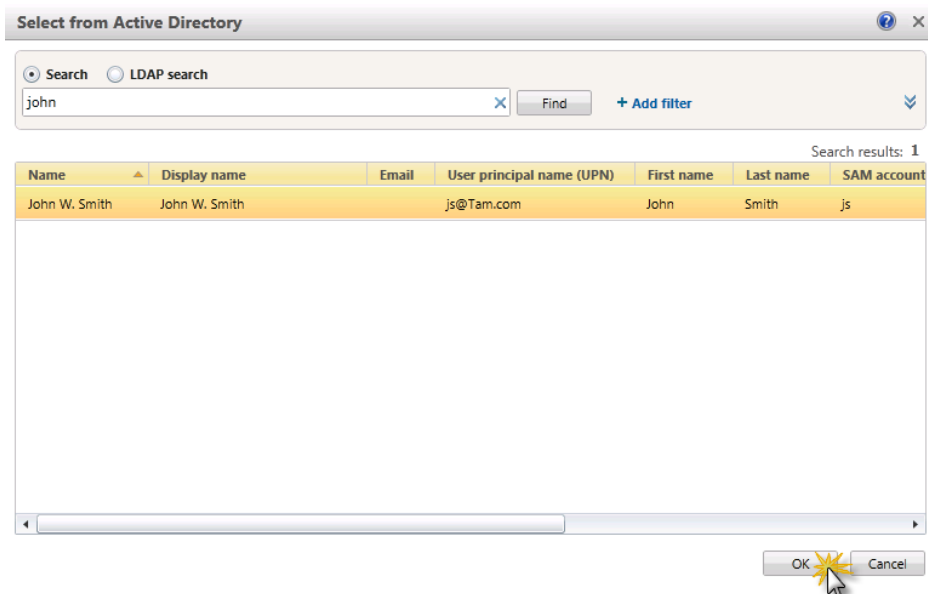 Select from Active Directory
Search LDAP search
john Find + Add filter
Search results: 1
Name Display name Email User principal name (UPN) First name Last name SAM account
John W. Smith John W. Smith js@Tam.com John Smith js
OK Cancel